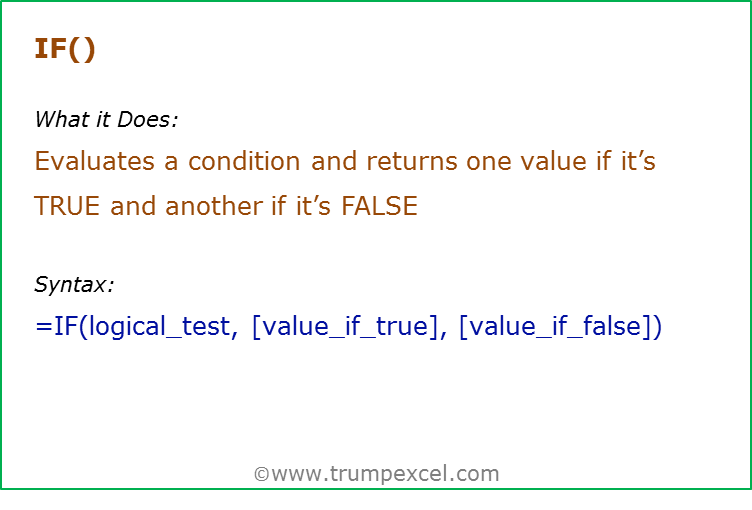 IF()
What it Does:
Evaluates a condition and returns one value if it’s
TRUE and another if it’s FALSE
Syntax:
=IF(logical_test, [value_if_true], [value_if_false])
©www.trumpexcel.com